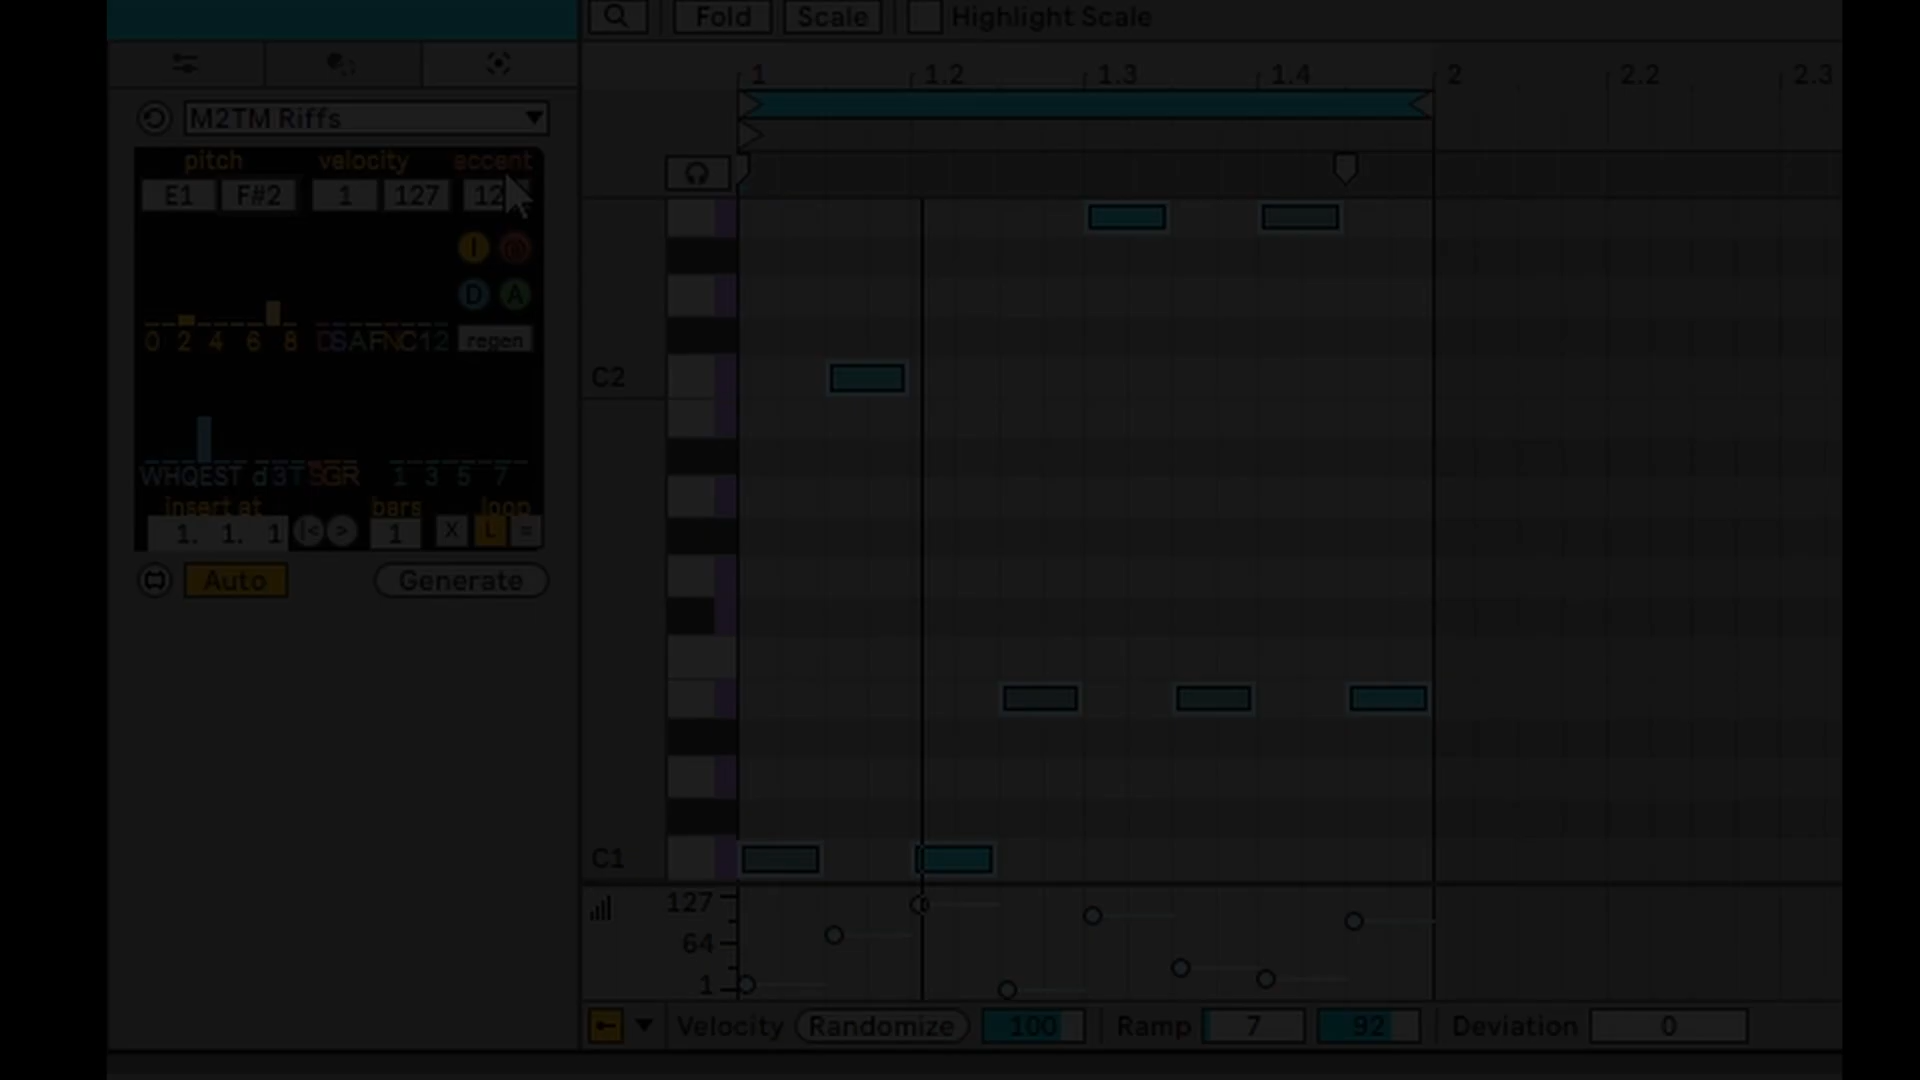 Fold Scale Highlight Scale
1 1.2 1.3 1.4 2 2.2 2.3
M2TM Riffs
pitch velocity accent
E1 F#2 1 127 12
I
D A
0 2 4 6 8 DSAFNC12 regen
C2
WHQEST d3TSGR 1 3 5 7
insert at bars loop
1. 1. 1 |< > 1 X L =
Auto Generate
C1
127
64
1
Velocity Randomize 100 Ramp 7 92 Deviation 0